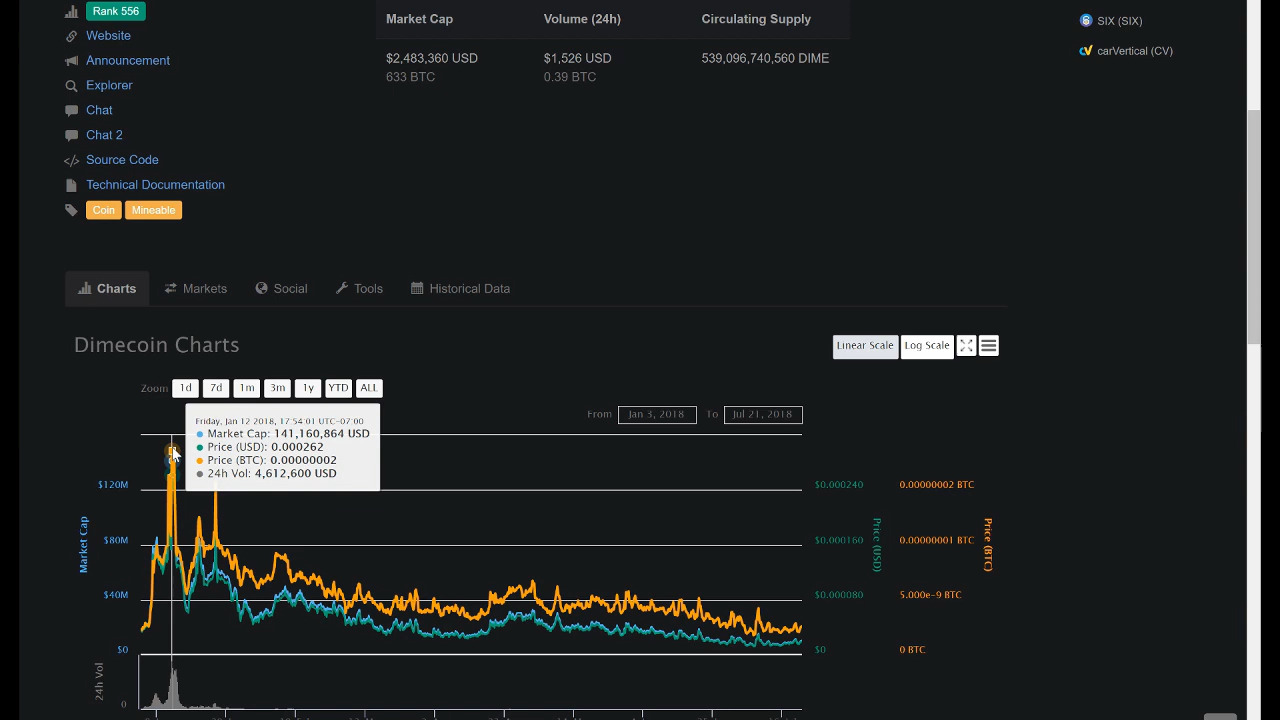 Rank 556
Website
Announcement
Explorer
Chat
Chat 2
Source Code
Technical Documentation
Coin Mineable
Market Cap Volume (24h) Circulating Supply
$2,483,360 USD $1,526 USD 539,096,740,560 DIME
633 BTC 0.39 BTC
SIX (SIX)
carVertical (CV)
Charts Markets Social Tools Historical Data
Dimecoin Charts
Linear Scale Log Scale
Zoom 1d 7d 1m 3m 1y YTD ALL
From Jan 3, 2018 To Jul 21, 2018
Friday, Jan 12 2018, 17:54:01 UTC-07:00
Market Cap: 141,160,864 USD
Price (USD): 0.000262
Price (BTC): 0.00000002
24h Vol: 4,612,600 USD
$120M $0.000240 0.00000002 BTC
$80M $0.000160 0.00000001 BTC
$40M $0.000080 5.000e-9 BTC
$0 $0 0 BTC
Market Cap
Price (USD)
Price (BTC)
24h Vol
0